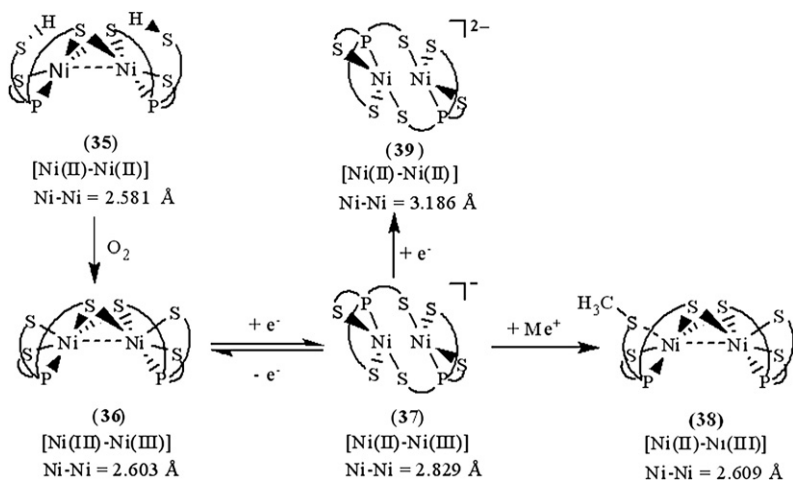 H S S H S
S
S Ni Ni S
P P
(35)
[Ni(II)-Ni(II)]
Ni-Ni = 2.581 Å
O2
S P S S 2–
Ni Ni
S S P S
(39)
[Ni(II)-Ni(II)]
Ni-Ni = 3.186 Å
+ e-
S S S S
Ni Ni
S S
P P
(36)
[Ni(III)-Ni(III)]
Ni-Ni = 2.603 Å
+ e-
- e-
S P S S –
Ni Ni
S S P S
(37)
[Ni(II)-Ni(III)]
Ni-Ni = 2.829 Å
+ Me+
H3C
S S S S
Ni Ni
S S
P P
(38)
[Ni(II)-Ni(III)]
Ni-Ni = 2.609 Å